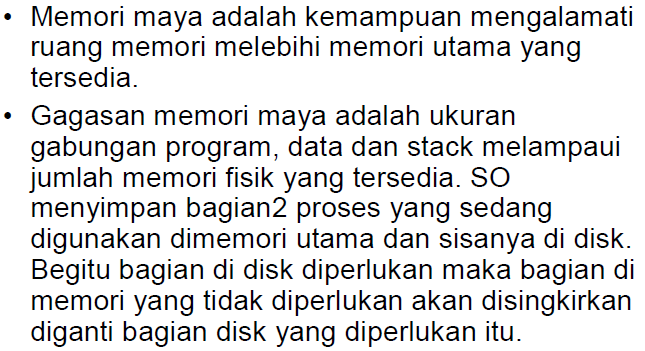 • Memori maya adalah kemampuan mengalamati
ruang memori melebihi memori utama yang
tersedia.
• Gagasan memori maya adalah ukuran
gabungan program, data dan stack melampaui
jumlah memori fisik yang tersedia. SO
menyimpan bagian2 proses yang sedang
digunakan dimemori utama dan sisanya di disk.
Begitu bagian di disk diperlukan maka bagian di
memori yang tidak diperlukan akan disingkirkan
diganti bagian disk yang diperlukan itu.